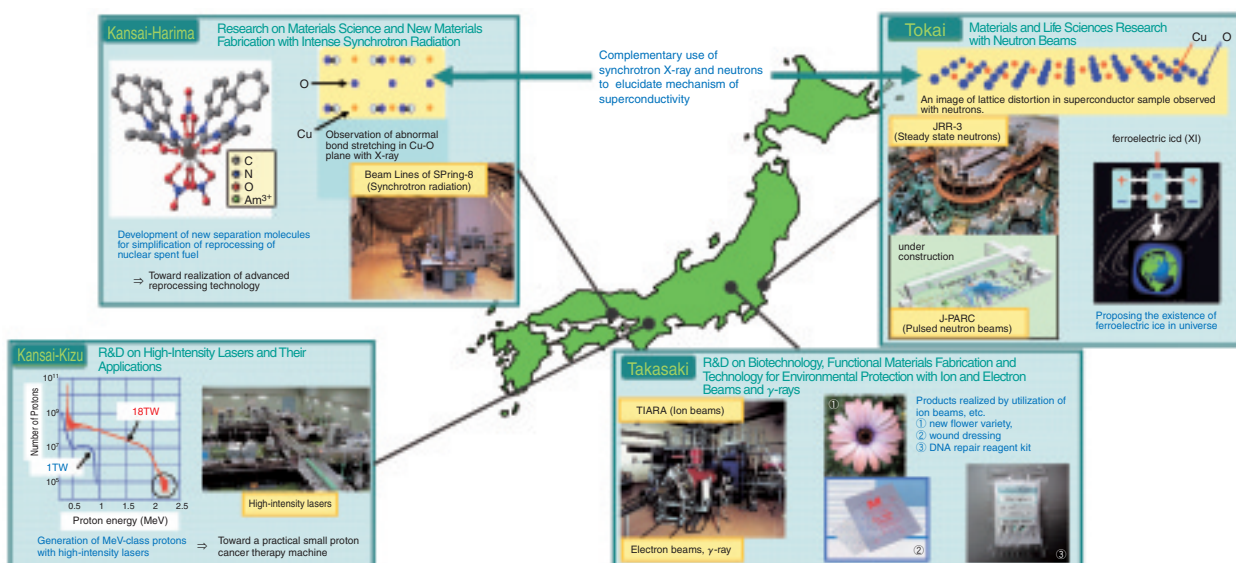 Kansai-Harima
Research on Materials Science and New Materials
Fabrication with Intense Synchrotron Radiation
O
Cu
C
N
O
Am³⁺
Observation of abnormal
bond stretching in Cu-O
plane with X-ray
Beam Lines of SPring-8
(Synchrotron radiation)
Development of new separation molecules
for simplification of reprocessing of
nuclear spent fuel
⇒ Toward realization of advanced
reprocessing technology
Complementary use of
synchrotron X-ray and neutrons
to elucidate mechanism of
superconductivity
Tokai
Materials and Life Sciences Research
with Neutron Beams
Cu
O
An image of lattice distortion in superconductor sample observed
with neutrons.
JRR-3
(Steady state neutrons)
under
construction
J-PARC
(Pulsed neutron beams)
ferroelectric icd (XI)
+
+
+
Proposing the existence of
ferroelectric ice in universe
Kansai-Kizu
R&D on High-Intensity Lasers and Their
Applications
Number of Protons
10¹¹
10⁹
10⁷
10⁵
18TW
1TW
0.5
1
1.5
2
2.5
Proton energy (MeV)
High-intensity lasers
Generation of MeV-class protons
with high-intensity lasers
⇒ Toward a practical small proton
cancer therapy machine
Takasaki
R&D on Biotechnology, Functional Materials Fabrication and
Technology for Environmental Protection with Ion and Electron
Beams and γ-rays
TIARA (Ion beams)
Electron beams, γ-ray
①
②
③
Products realized by utilization of
ion beams, etc.
① new flower variety,
② wound dressing
③ DNA repair reagent kit